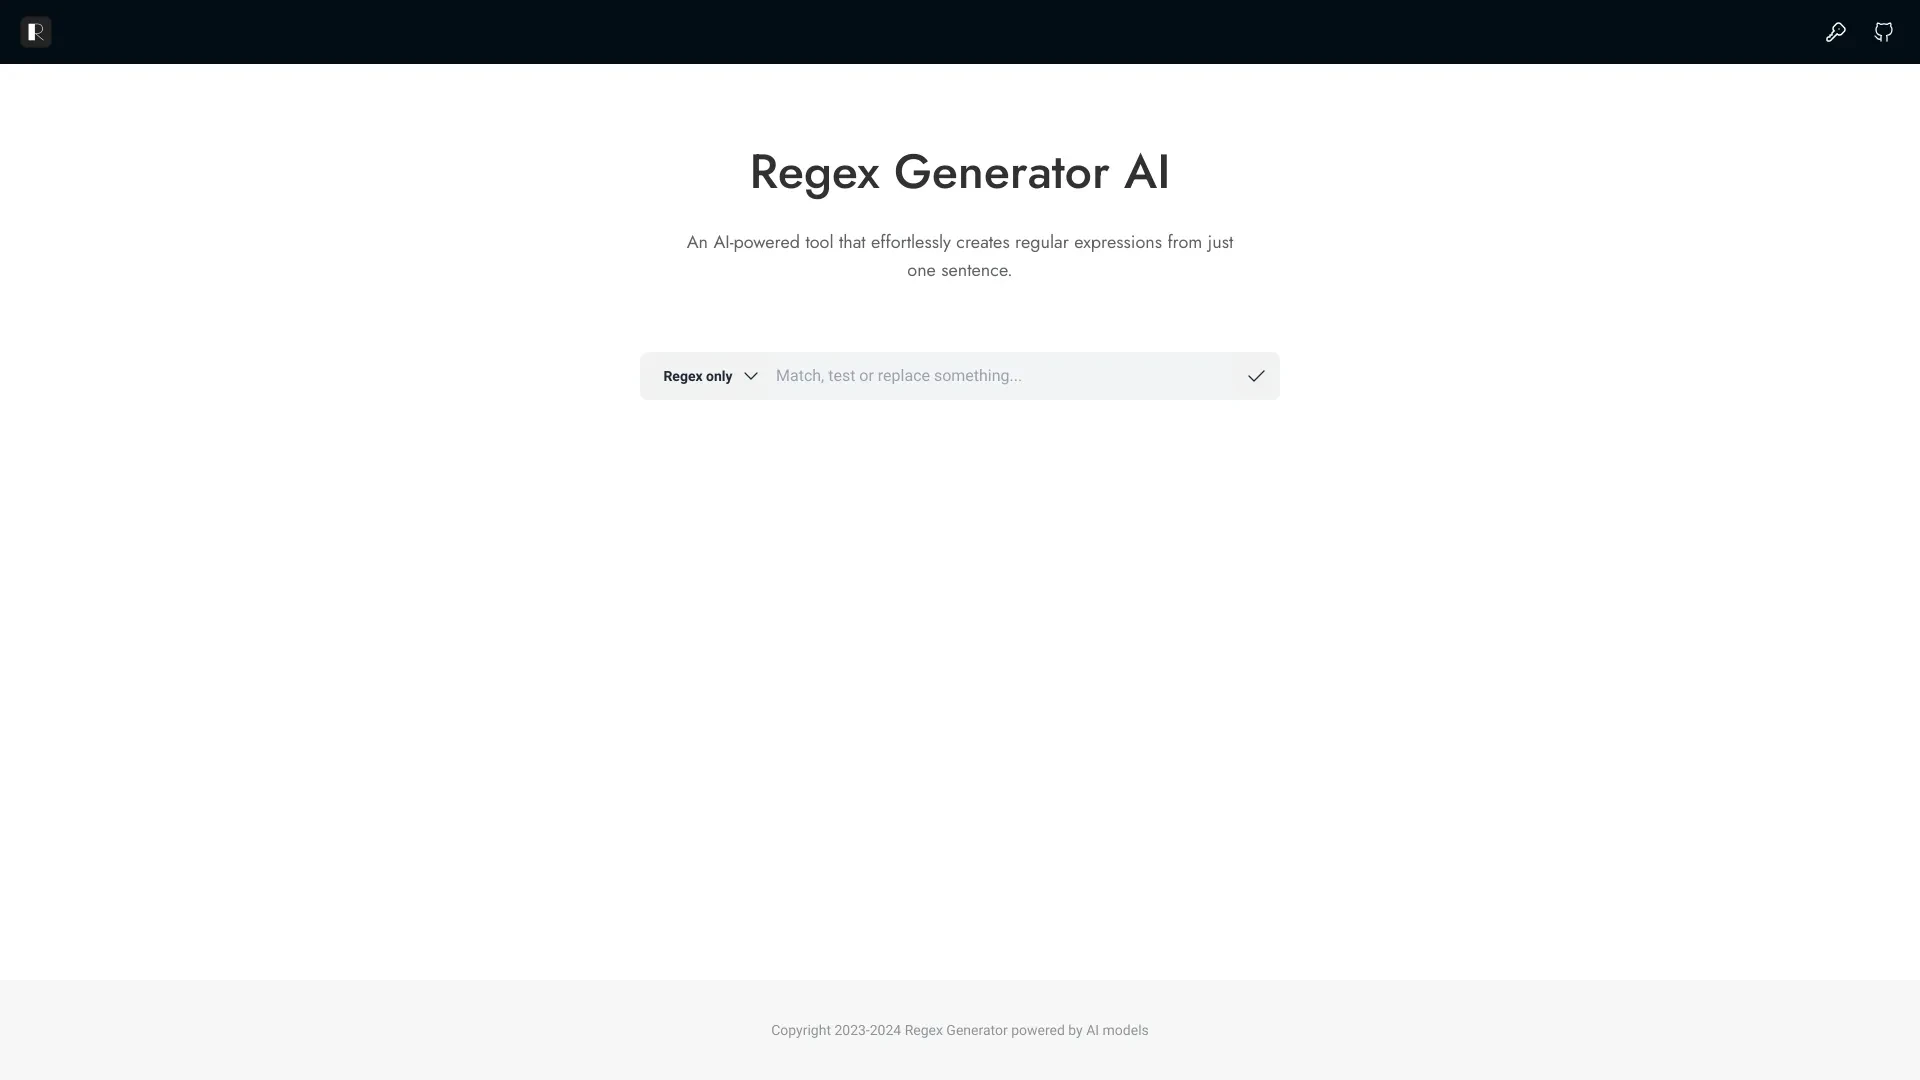 R
Regex Generator AI
An AI-powered tool that effortlessly creates regular expressions from just
one sentence.
Regex only
Match, test or replace something...
Copyright 2023-2024 Regex Generator powered by AI models